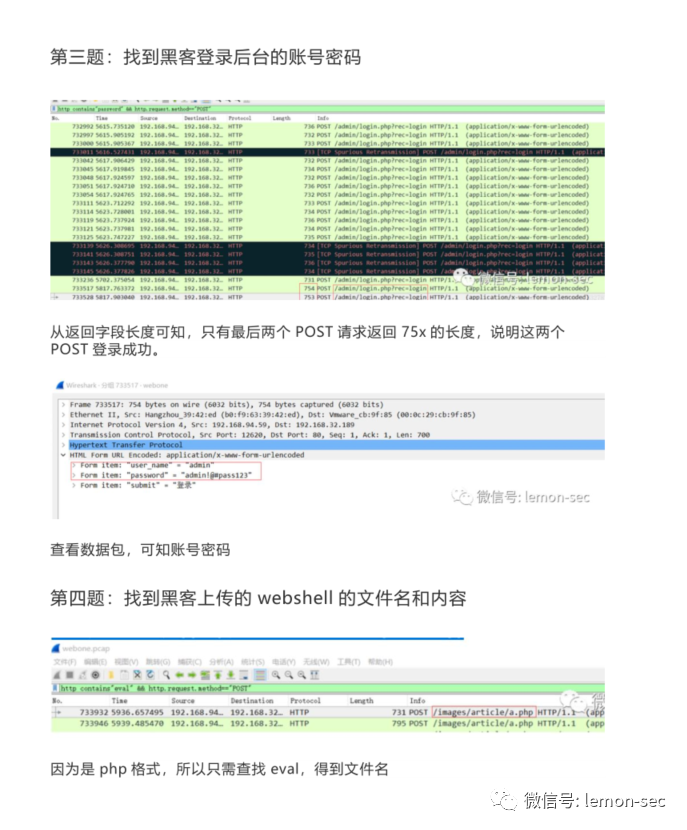 第三题：找到黑客登录后台的账号密码
http contains"password" && http.request.method=="POST"
No. Time Source Destination Protocol Length Info
732992 5615.735120 192.168.94… 192.168.32… HTTP 736 POST /admin/login.php?rec=login HTTP/1.1 (application/x-www-form-urlencoded)
732997 5615.905192 192.168.94… 192.168.32… HTTP 732 POST /admin/login.php?rec=login HTTP/1.1 (application/x-www-form-urlencoded)
733000 5615.905367 192.168.94… 192.168.32… HTTP 733 POST /admin/login.php?rec=login HTTP/1.1 (application/x-www-form-urlencoded)
733011 5616.527433 192.168.94… 192.168.32… HTTP 733 [TCP Spurious Retransmission] POST /admin/login.php?rec=login HTTP/1.1 (applicat
733042 5617.906429 192.168.94… 192.168.32… HTTP 732 POST /admin/login.php?rec=login HTTP/1.1 (application/x-www-form-urlencoded)
733045 5617.919845 192.168.94… 192.168.32… HTTP 734 POST /admin/login.php?rec=login HTTP/1.1 (application/x-www-form-urlencoded)
733048 5617.924597 192.168.94… 192.168.32… HTTP 732 POST /admin/login.php?rec=login HTTP/1.1 (application/x-www-form-urlencoded)
733051 5617.924710 192.168.94… 192.168.32… HTTP 736 POST /admin/login.php?rec=login HTTP/1.1 (application/x-www-form-urlencoded)
733054 5617.924765 192.168.94… 192.168.32… HTTP 732 POST /admin/login.php?rec=login HTTP/1.1 (application/x-www-form-urlencoded)
733111 5623.712292 192.168.94… 192.168.32… HTTP 733 POST /admin/login.php?rec=login HTTP/1.1 (application/x-www-form-urlencoded)
733114 5623.728001 192.168.94… 192.168.32… HTTP 734 POST /admin/login.php?rec=login HTTP/1.1 (application/x-www-form-urlencoded)
733119 5623.737924 192.168.94… 192.168.32… HTTP 736 POST /admin/login.php?rec=login HTTP/1.1 (application/x-www-form-urlencoded)
733121 5623.737981 192.168.94… 192.168.32… HTTP 734 POST /admin/login.php?rec=login HTTP/1.1 (application/x-www-form-urlencoded)
733125 5623.747227 192.168.94… 192.168.32… HTTP 735 POST /admin/login.php?rec=login HTTP/1.1 (application/x-www-form-urlencoded)
733139 5626.308695 192.168.94… 192.168.32… HTTP 734 [TCP Spurious Retransmission] POST /admin/login.php?rec=login HTTP/1.1 (applicat
733141 5626.308751 192.168.94… 192.168.32… HTTP 735 [TCP Spurious Retransmission] POST /admin/login.php?rec=login HTTP/1.1 (applicat
733143 5626.377790 192.168.94… 192.168.32… HTTP 736 [TCP Spurious Retransmission] POST /admin/login.php?rec=login HTTP/1.1 (applicat
733145 5626.377826 192.168.94… 192.168.32… HTTP 734 [TCP Spurious Retransmission] POST /admin/login.php?rec=login HTTP/1.1 (applicat
733236 5702.375054 192.168.94… 192.168.32… HTTP 731 POST /admin/login.php?rec=login HTTP/1.1
733517 5817.763372 192.168.94… 192.168.32… HTTP 754 POST /admin/login.php?rec=login HTTP/1.1
733520 5817.903040 192.168.94… 192.168.32… HTTP 753 POST /admin/login.php?rec=login HTTP/1.1 (application/x-www-form-urlencoded)
微信号: lemon-sec
从返回字段长度可知，只有最后两个 POST 请求返回 75x 的长度，说明这两个
POST 登录成功。
Wireshark · 分组 733517 · webone
Frame 733517: 754 bytes on wire (6032 bits), 754 bytes captured (6032 bits)
Ethernet II, Src: Hangzhou_39:42:ed (b0:f9:63:39:42:ed), Dst: Vmware_cb:9f:85 (00:0c:29:cb:9f:85)
Internet Protocol Version 4, Src: 192.168.94.59, Dst: 192.168.32.189
Transmission Control Protocol, Src Port: 12620, Dst Port: 80, Seq: 1, Ack: 1, Len: 700
Hypertext Transfer Protocol
HTML Form URL Encoded: application/x-www-form-urlencoded
Form item: "user_name" = "admin"
Form item: "password" = "admin!@#pass123"
Form item: "submit" = "登录"
微信号: lemon-sec
查看数据包，可知账号密码
第四题：找到黑客上传的 webshell 的文件名和内容
webone.pcap
文件(F) 编辑(E) 视图(V) 跳转(G) 捕获(C) 分析(A) 统计(S) 电话(Y) 无线(W) 工具(T) 帮助(H)
http contains"eval" && http.request.method=="POST"
No. Time Source Destination Protocol Length Info
733932 5936.657495 192.168.94… 192.168.32… HTTP 731 POST /images/article/a.php HTTP/1.1 (app
733946 5939.485470 192.168.94… 192.168.32… HTTP 795 POST /images/article/a.php HTTP/1.1 (app
因为是 php 格式，所以只需查找 eval，得到文件名
微信号: lemon-sec